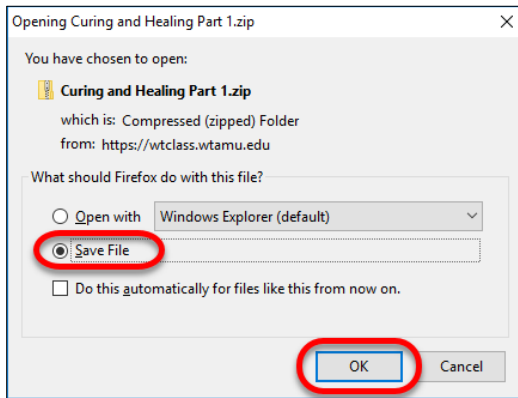 Opening Curing and Healing Part 1.zip
You have chosen to open:
Curing and Healing Part 1.zip
which is: Compressed (zipped) Folder
from: https://wtclass.wtamu.edu
What should Firefox do with this file?
Open with Windows Explorer (default)
Save File
Do this automatically for files like this from now on.
OK Cancel